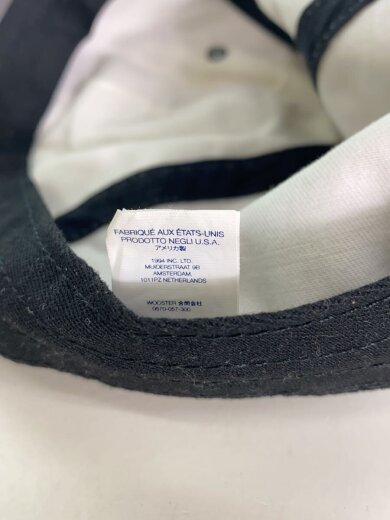 FABRIQUÉ AUX ÉTATS-UNIS
PRODOTTO NEGLI U.S.A.
アメリカ製
1994 INC. LTD.
MUIDERSTRAAT 9B
AMSTERDAM,
1011PZ NETHERLANDS
WOOSTER 合同会社
0570-057-300